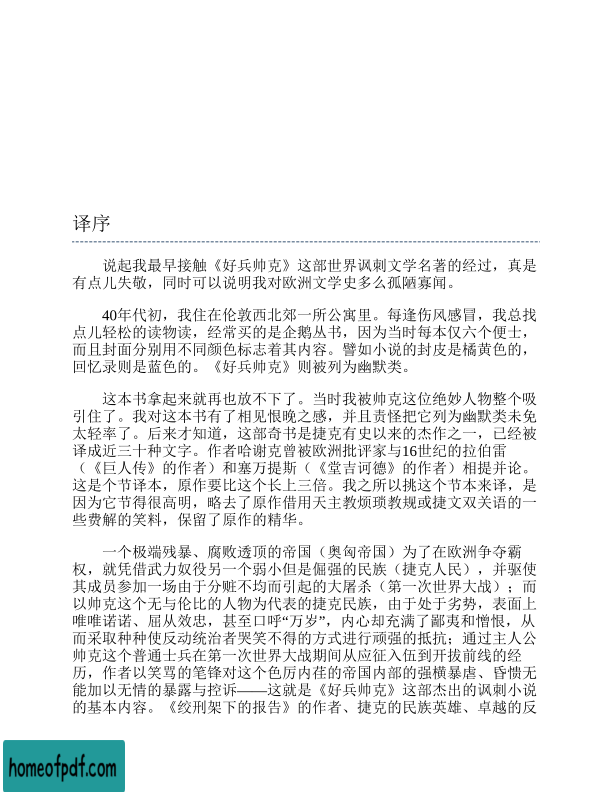 译序
说起我最早接触《好兵帅克》这部世界讽刺文学名著的经过，真是
有点儿失敬，同时可以说明我对欧洲文学史多么孤陋寡闻。
40年代初，我住在伦敦西北郊一所公寓里。每逢伤风感冒，我总找
点儿轻松的读物读，经常买的是企鹅丛书，因为当时每本仅六个便士，
而且封面分别用不同颜色标志着其内容。譬如小说的封皮是橘黄色的，
回忆录则是蓝色的。《好兵帅克》则被列为幽默类。
这本书拿起来就再也放不下了。当时我被帅克这位绝妙人物整个吸
引住了。我对这本书有了相见恨晚之感，并且责怪把它列为幽默类未免
太轻率了。后来才知道，这部奇书是捷克有史以来的杰作之一，已经被
译成近三十种文字。作者哈谢克曾被欧洲批评家与16世纪的拉伯雷
（《巨人传》的作者）和塞万提斯（《堂吉诃德》的作者）相提并论。
这是个节译本，原作要比这个长上三倍。我之所以挑这个节本来译，是
因为它节得很高明，略去了原作借用天主教烦琐教规或捷文双关语的一
些费解的笑料，保留了原作的精华。
一个极端残暴、腐败透顶的帝国（奥匈帝国）为了在欧洲争夺霸
权，就凭借武力奴役另一个弱小但是倔强的民族（捷克人民），并驱使
其成员参加一场由于分赃不均而引起的大屠杀（第一次世界大战）；而
以帅克这个无与伦比的人物为代表的捷克民族，由于处于劣势，表面上
唯唯诺诺、屈从效忠，甚至口呼“万岁”，内心却充满了鄙夷和憎恨，从
而采取种种使反动统治者哭笑不得的方式进行顽强的抵抗；通过主人公
帅克这个普通士兵在第一次世界大战期间从应征入伍到开拔前线的经
历，作者以笑骂的笔锋对这个色厉内荏的帝国内部的强横暴虐、昏愦无
能加以无情的暴露与控诉——这就是《好兵帅克》这部杰出的讽刺小说
的基本内容。《绞刑架下的报告》的作者、捷克的民族英雄、卓越的反
homeofpdf.com